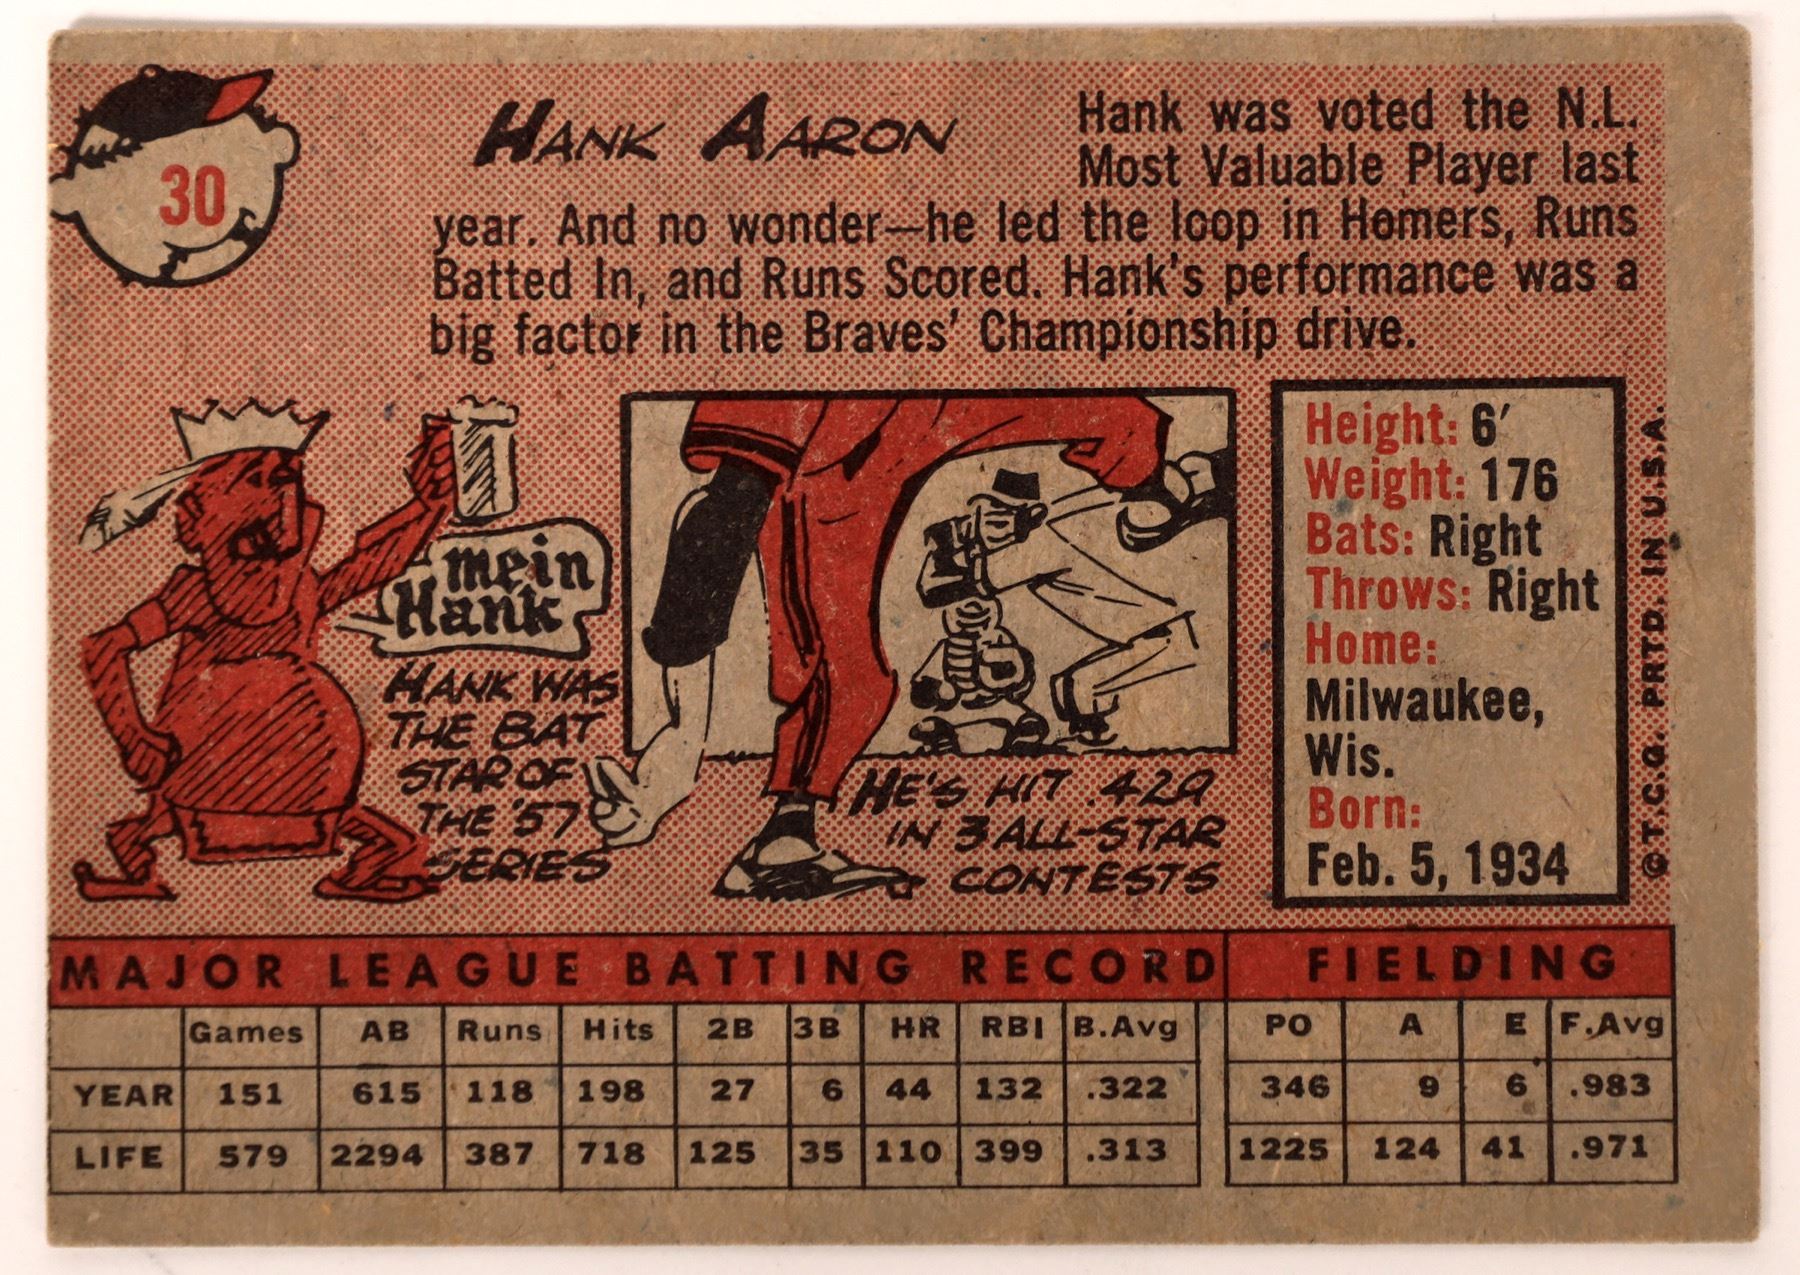 30
Hank Aaron
Hank was voted the N.L.
Most Valuable Player last
year. And no wonder—he led the loop in Homers, Runs
Batted In, and Runs Scored. Hank's performance was a
big factor in the Braves' Championship drive.
mein
Hank
HANK WAS
THE BAT
STAR OF
THE '57
SERIES
HE'S HIT .429
IN 3 ALL-STAR
CONTESTS
Height: 6'
Weight: 176
Bats: Right
Throws: Right
Home:
Milwaukee,
Wis.
Born:
Feb. 5, 1934
©T.C.G. PRTD. IN U.S.A.
MAJOR LEAGUE BATTING RECORD FIELDING
Games AB Runs Hits 2B 3B HR RBI B.Avg PO A E F.Avg
YEAR 151 615 118 198 27 6 44 132 .322 346 9 6 .983
LIFE 579 2294 387 718 125 35 110 399 .313 1225 124 41 .971